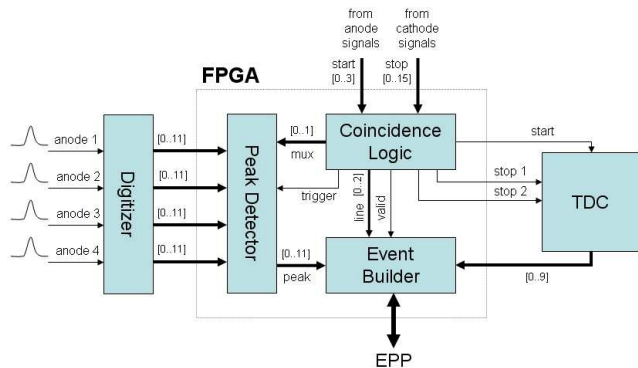 from
anode
signals
from
cathode
signals
start
[0..3]
stop
[0..15]
FPGA
anode 1
anode 2
anode 3
anode 4
Digitizer
[0..11]
[0..11]
[0..11]
[0..11]
Peak Detector
[0..1]
mux
trigger
Coincidence
Logic
line [0..2]
valid
[0..11]
peak
Event
Builder
EPP
start
stop 1
stop 2
TDC
[0..9]